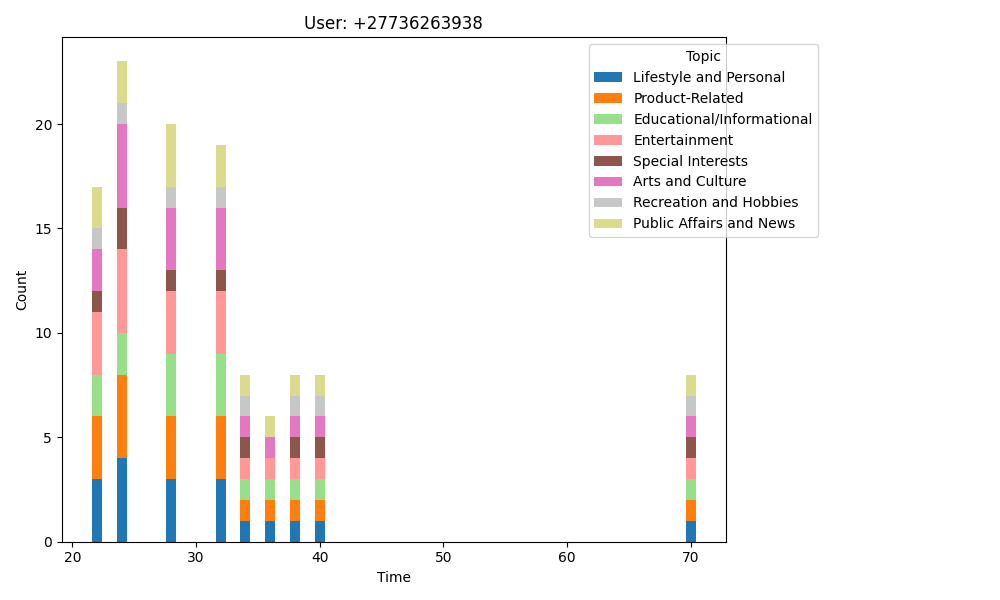 User: +27736263938
Topic
Lifestyle and Personal
Product-Related
Educational/Informational
Entertainment
Special Interests
Arts and Culture
Recreation and Hobbies
Public Affairs and News
Count
20
15
10
5
0
20 30 40 50 60 70
Time